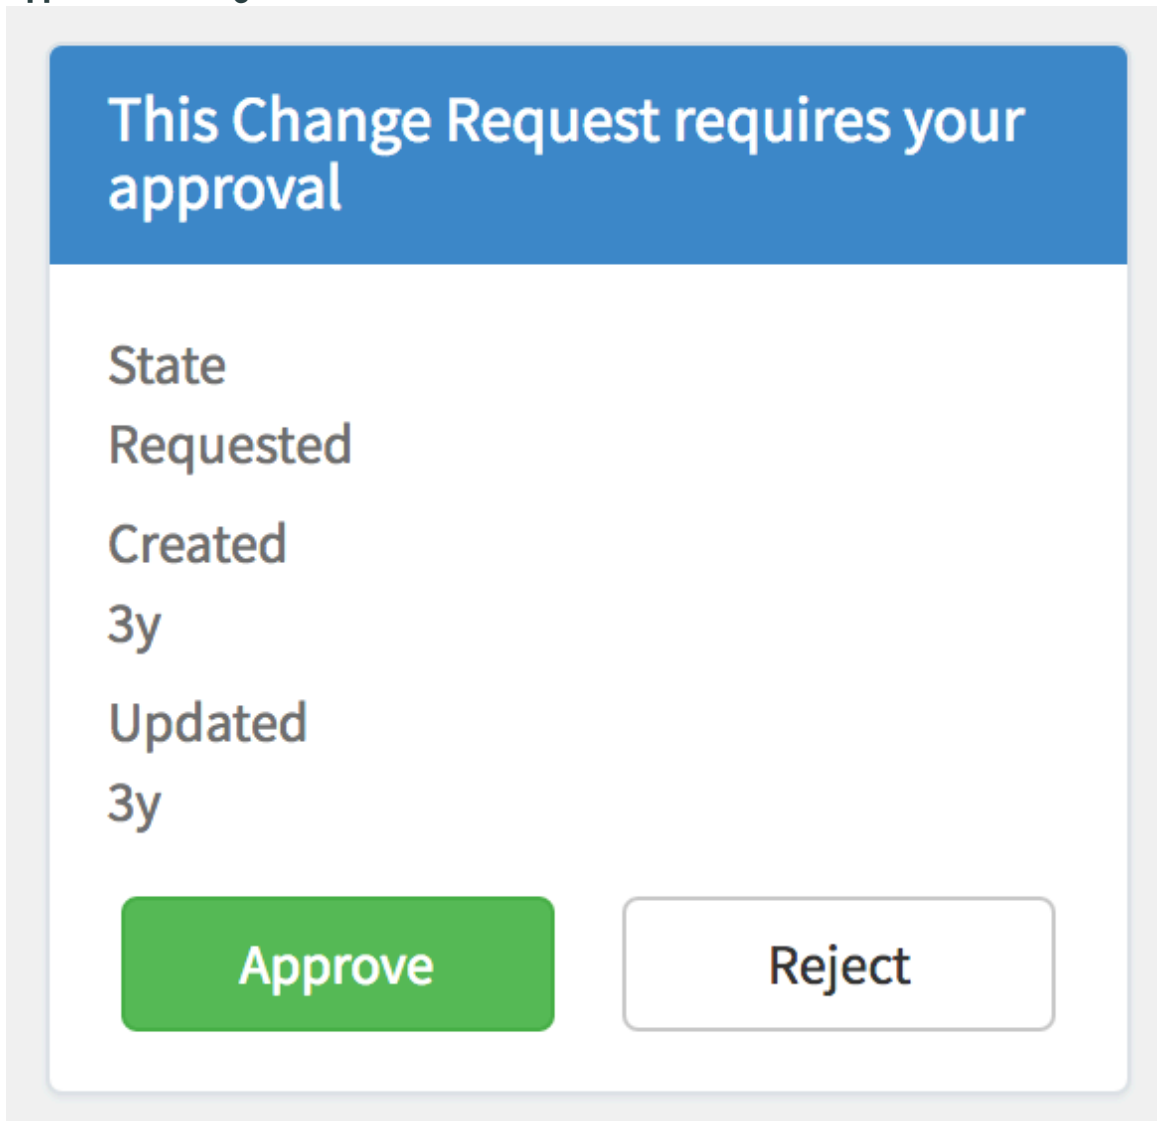 This Change Request requires your
approval
State
Requested
Created
3y
Updated
3y
Approve
Reject